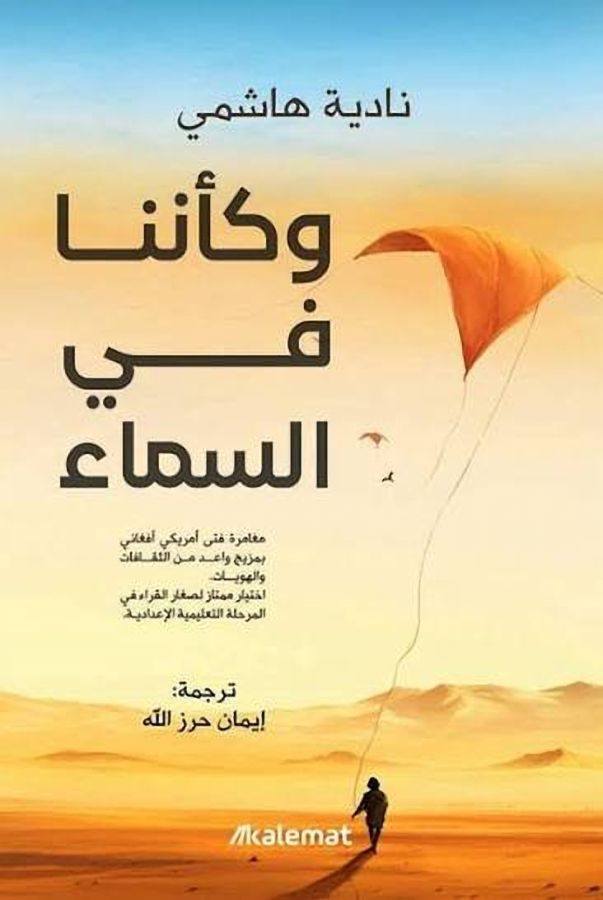 نادية هاشمي
وكأننا
في
السماء
مغامرة فتى أمريكي أفغاني
بمزيج واعد من الثقافات
والهويات.
اختيار ممتاز لصغار القراء في
المرحلة التعليمية الإعدادية.
ترجمة:
إيمان حرز الله
kalemat